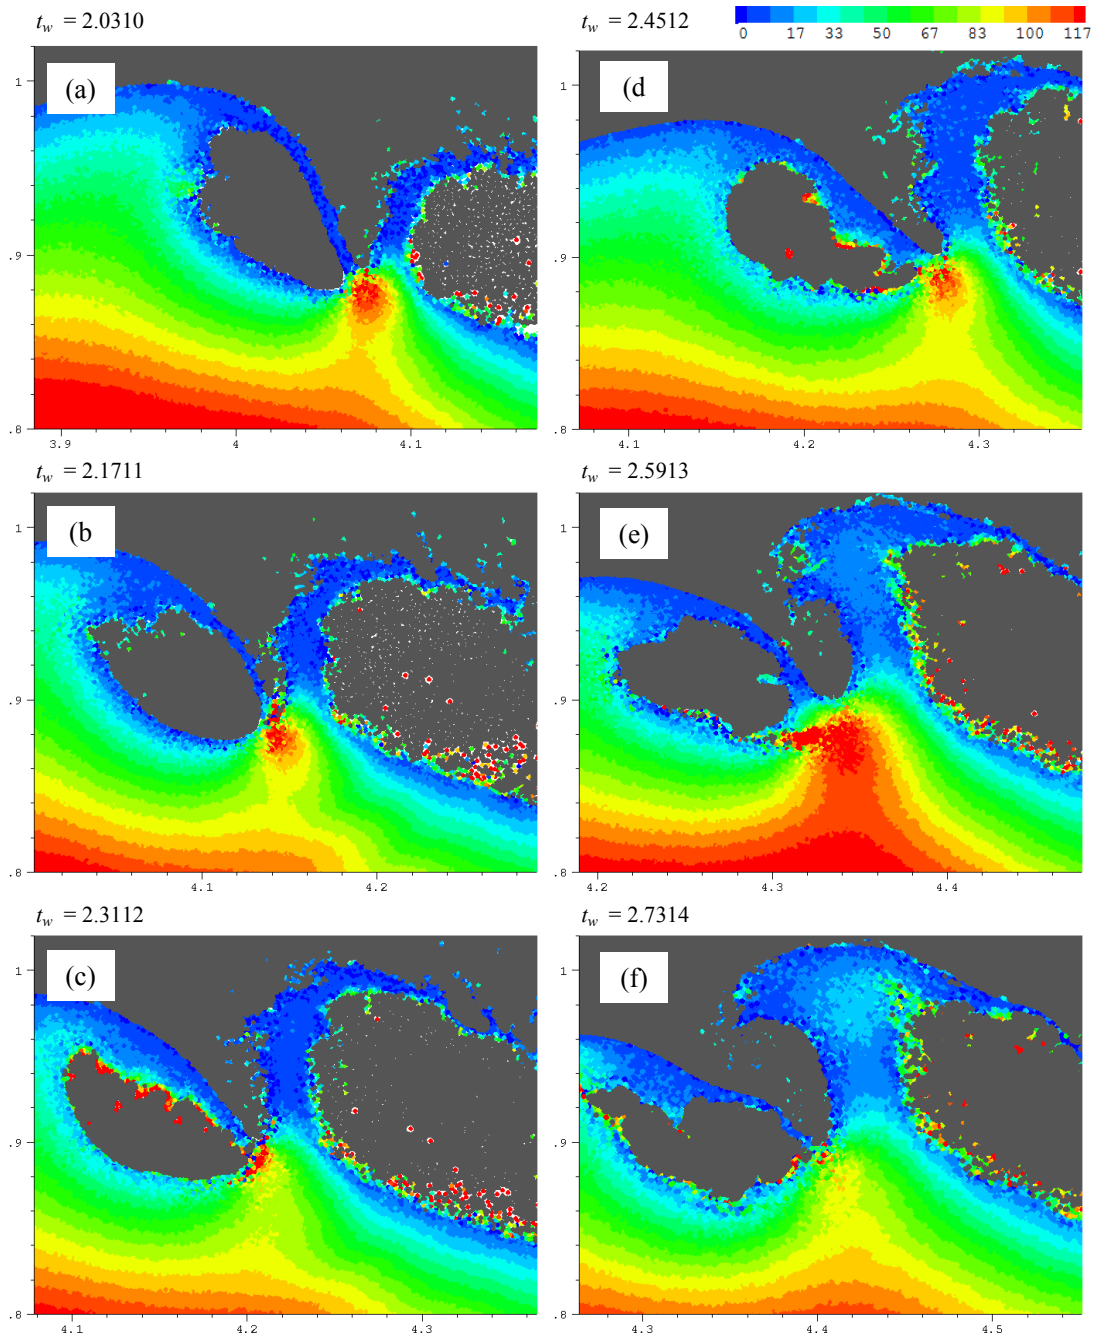 t_w = 2.0310
t_w = 2.4512
0 17 33 50 67 83 100 117
(a)
1
.9
.8
3.9 4 4.1
(d)
1
.9
.8
4.1 4.2 4.3
t_w = 2.1711
t_w = 2.5913
(b)
1
.9
.8
4.1 4.2
(e)
1
.9
.8
4.2 4.3 4.4
t_w = 2.3112
t_w = 2.7314
(c)
1
.9
.8
4.1 4.2 4.3
(f)
1
.9
.8
4.3 4.4 4.5